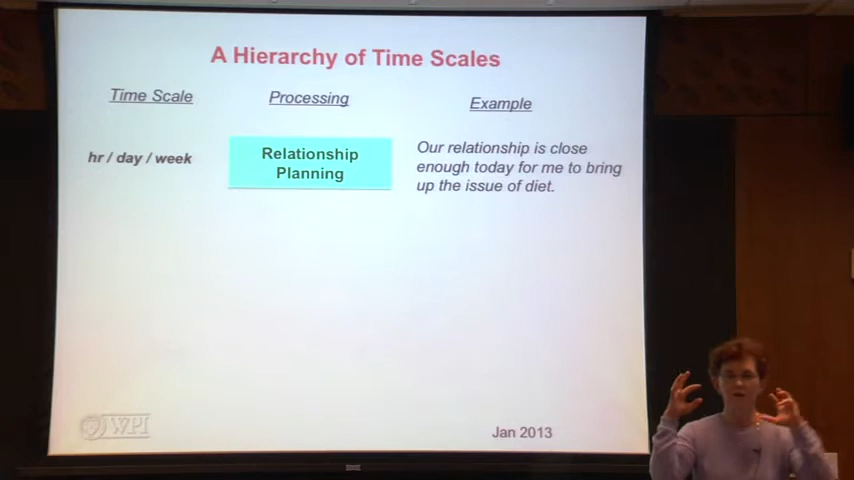 A Hierarchy of Time Scales
Time Scale
Processing
Example
hr / day / week
Relationship
Planning
Our relationship is close
enough today for me to bring
up the issue of diet.
WPI
Jan 2013